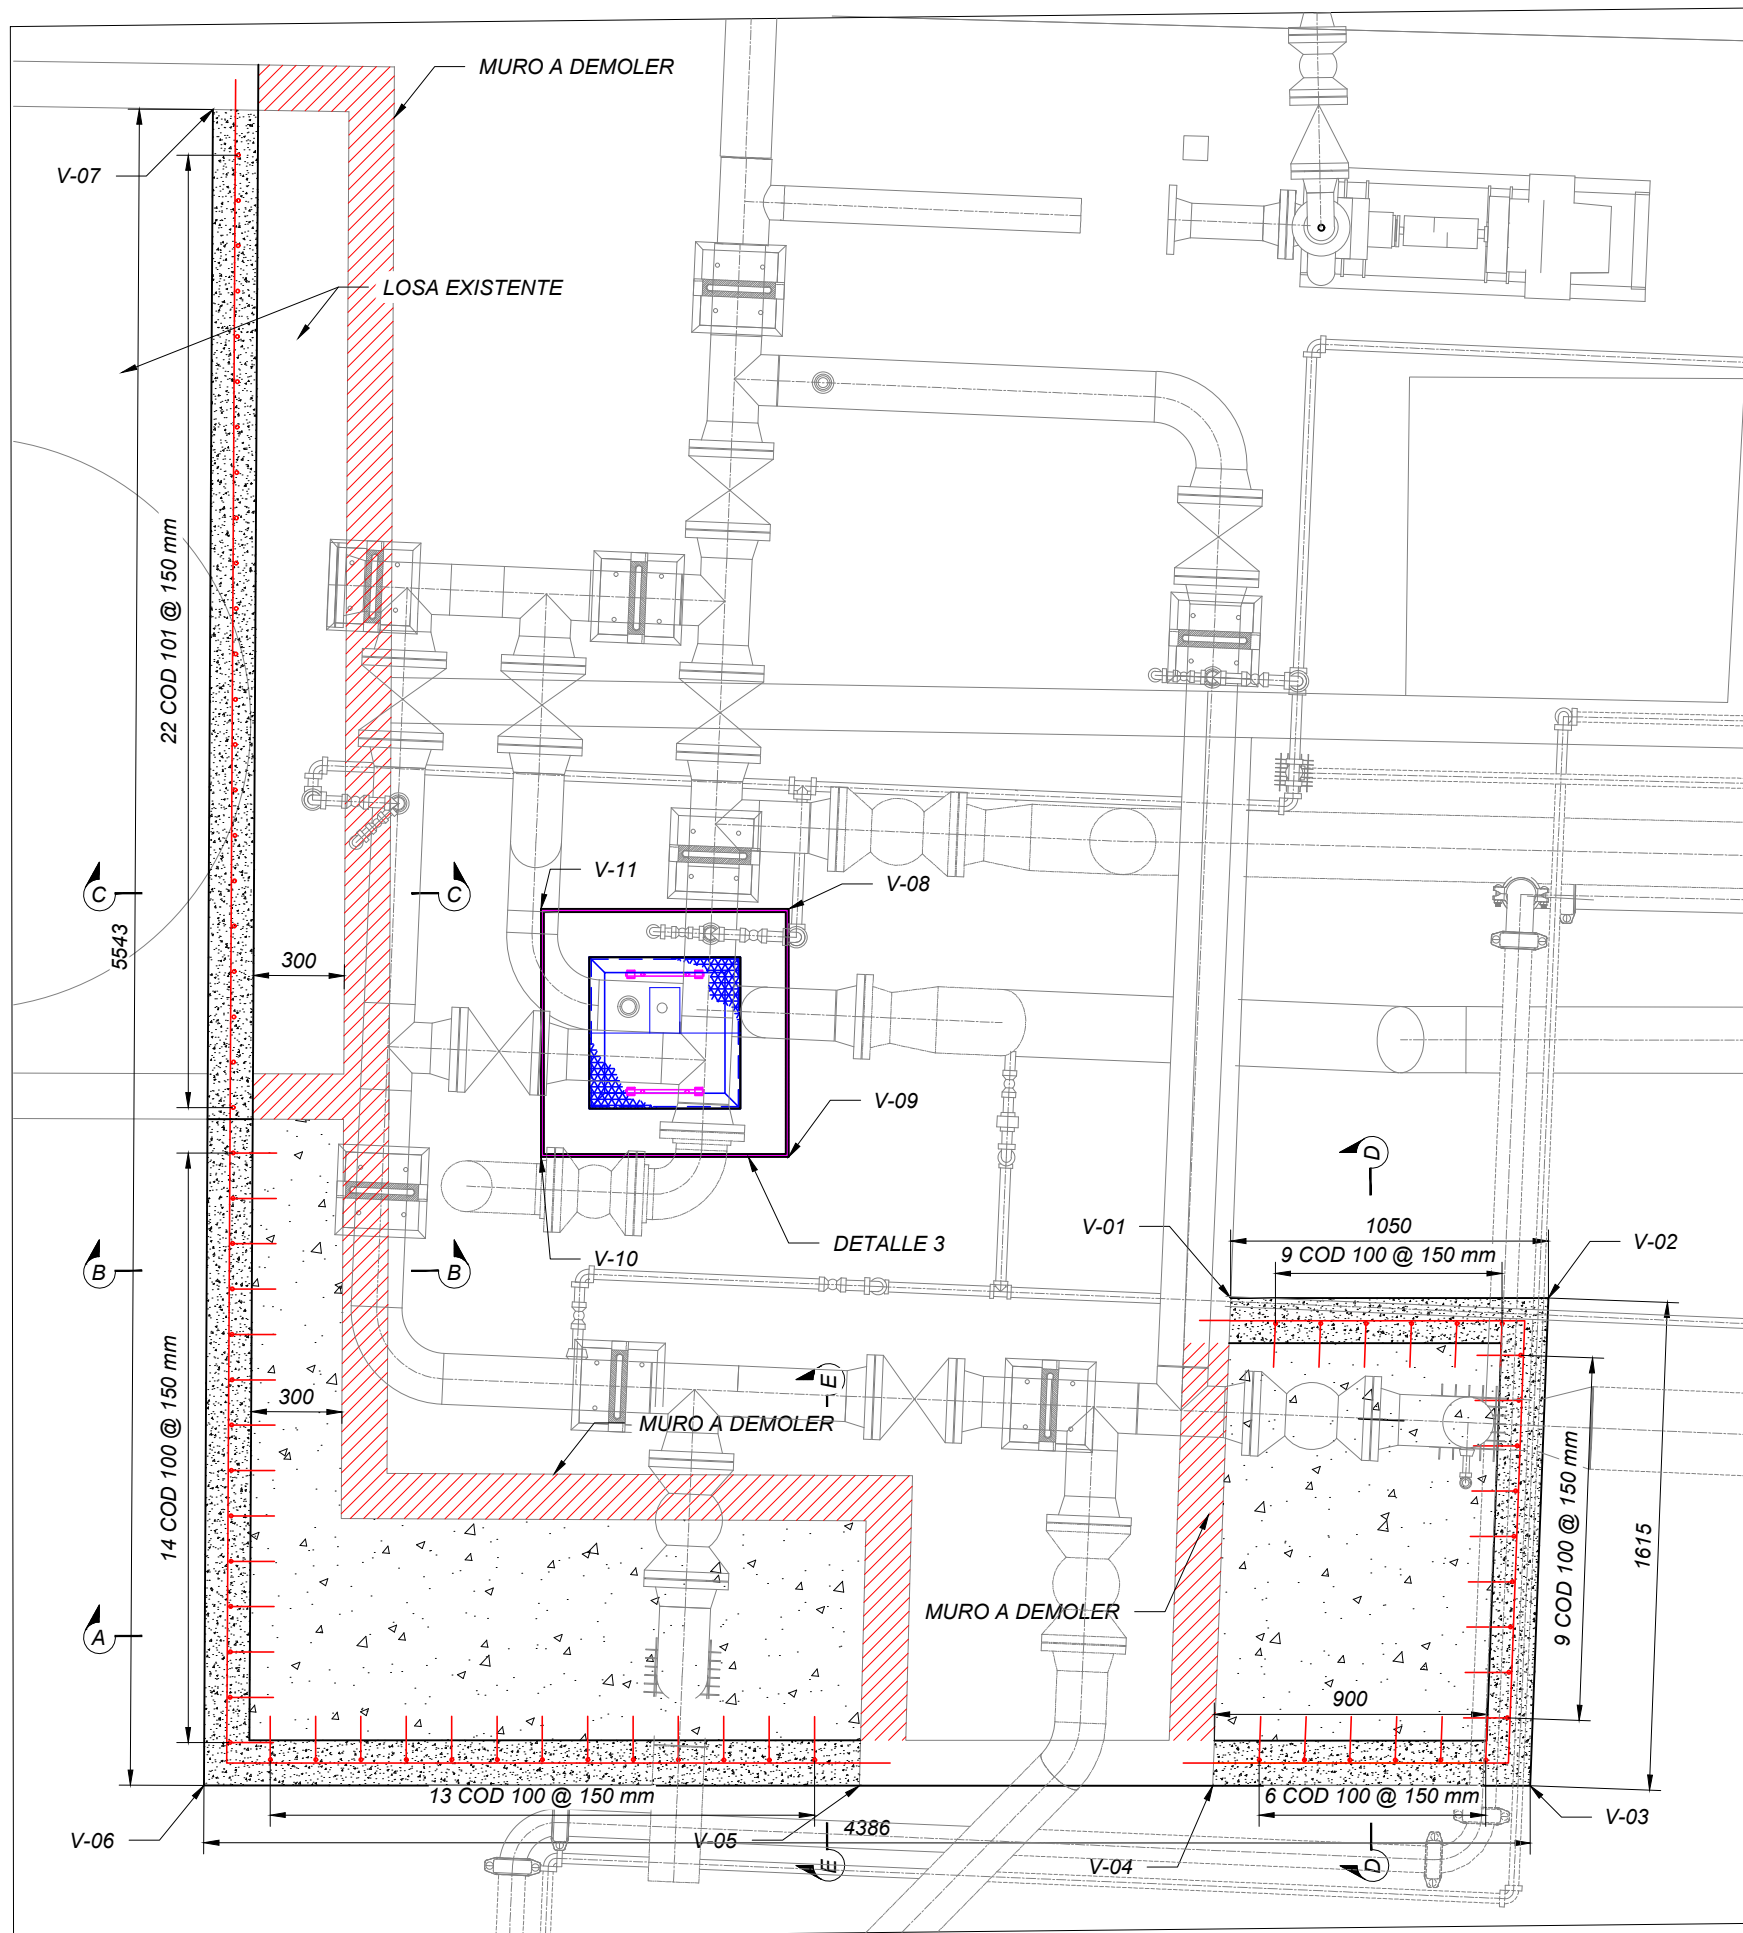 MURO A DEMOLER
V-07
LOSA EXISTENTE
22 COD 101 @ 150 mm
5543
C
C
V-11
V-08
300
V-09
D
V-01
1050
V-02
9 COD 100 @ 150 mm
DETALLE 3
V-10
B
B
14 COD 100 @ 150 mm
300
E
MURO A DEMOLER
9 COD 100 @ 150 mm
1615
MURO A DEMOLER
A
900
13 COD 100 @ 150 mm
6 COD 100 @ 150 mm
V-06
V-05
4386
V-03
V-04
E
D